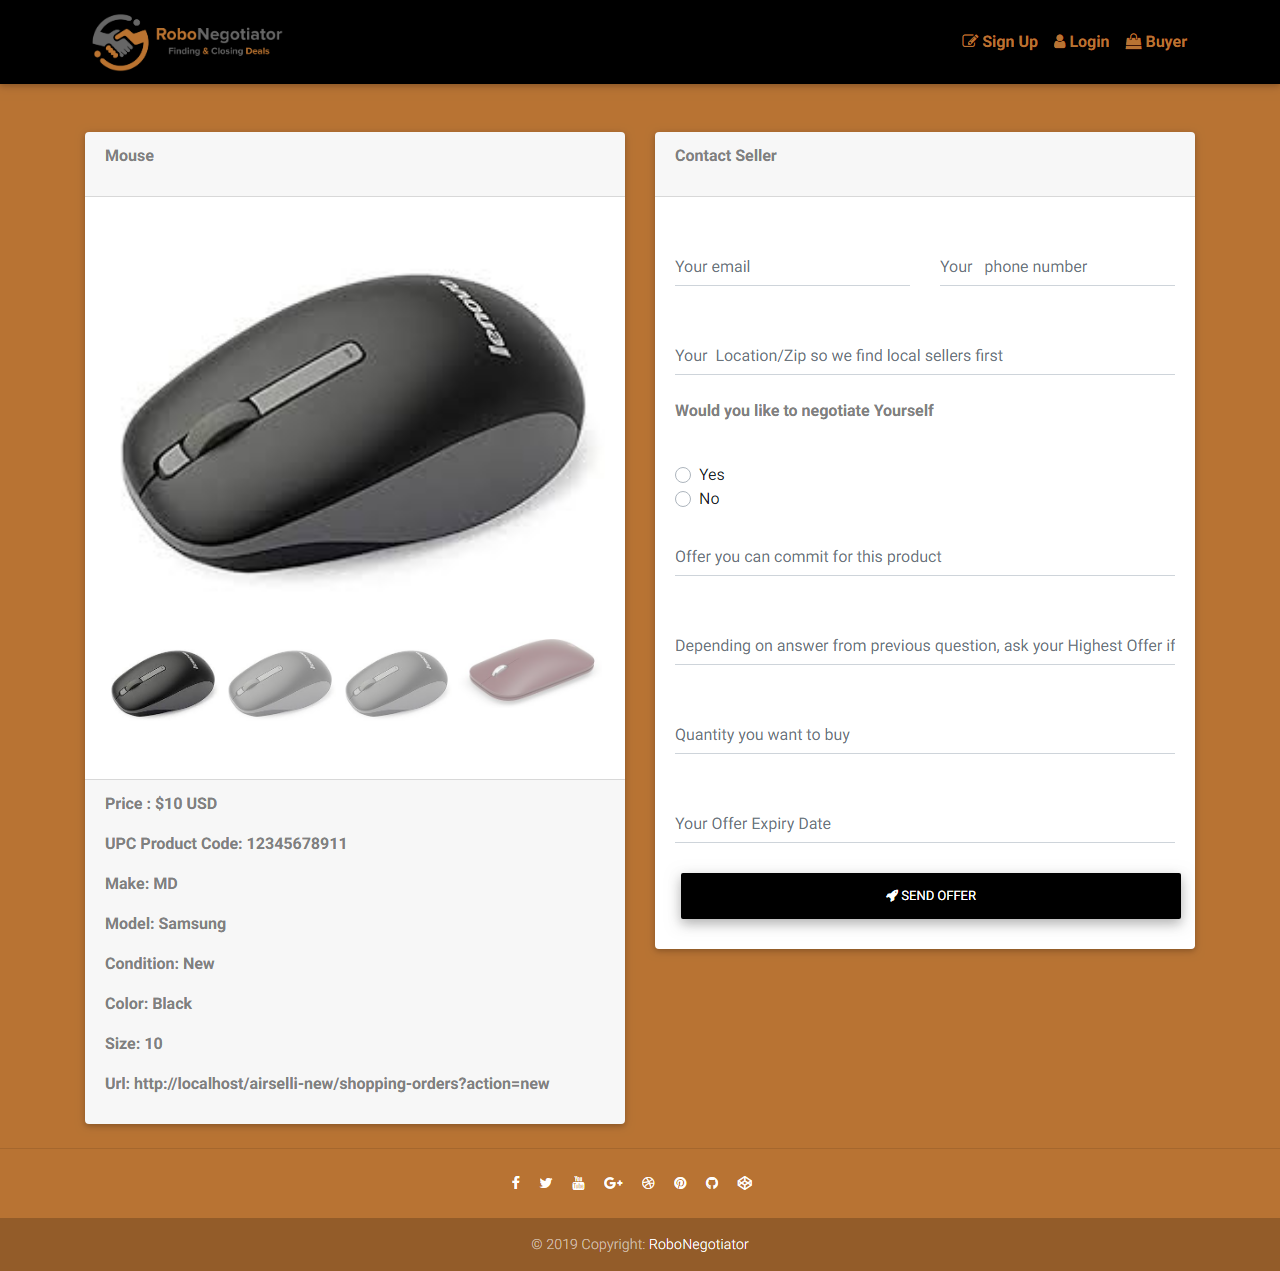 RoboNegotiator
Finding & Closing Deals
Sign Up
Login
Buyer
Mouse
lenovo
Price : $10 USD
UPC Product Code: 12345678911
Make: MD
Model: Samsung
Condition: New
Color: Black
Size: 10
Url: http://localhost/airselli-new/shopping-orders?action=new
Contact Seller
Your email
Your phone number
Your Location/Zip so we find local sellers first
Would you like to negotiate Yourself
Yes
No
Offer you can commit for this product
Depending on answer from previous question, ask your Highest Offer if
Quantity you want to buy
Your Offer Expiry Date
SEND OFFER
© 2019 Copyright: RoboNegotiator